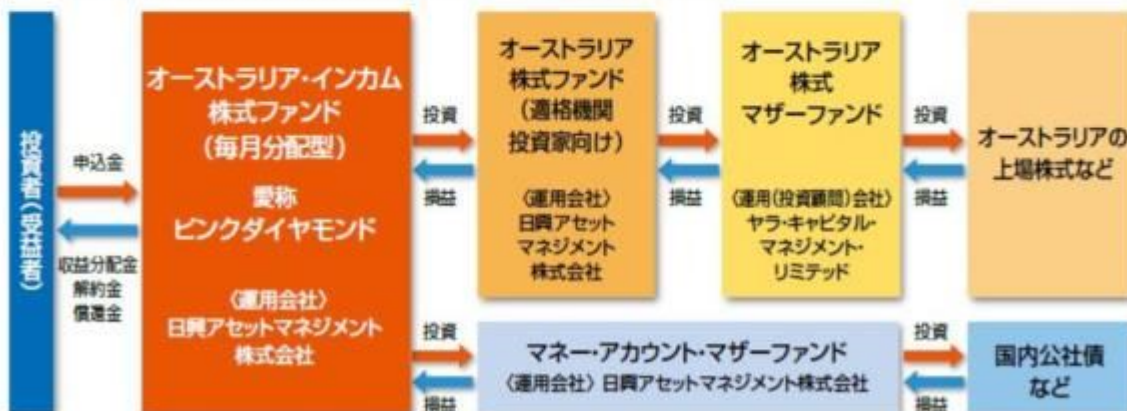 投資者(受益者)
申込金
収益分配金
解約金
償還金
オーストラリア・インカム
株式ファンド
(毎月分配型)
愛称
ピンクダイヤモンド
〈運用会社〉
日興アセットマネジメント
株式会社
投資
損益
オーストラリア
株式ファンド
(適格機関
投資家向け)
〈運用会社〉
日興アセット
マネジメント
株式会社
投資
損益
オーストラリア
株式
マザーファンド
〈運用(投資顧問)会社〉
ヤラ・キャピタル・
マネジメント・
リミテッド
投資
損益
オーストラリアの
上場株式など
投資
損益
マネー・アカウント・マザーファンド
〈運用会社〉日興アセットマネジメント株式会社
投資
損益
国内公社債
など